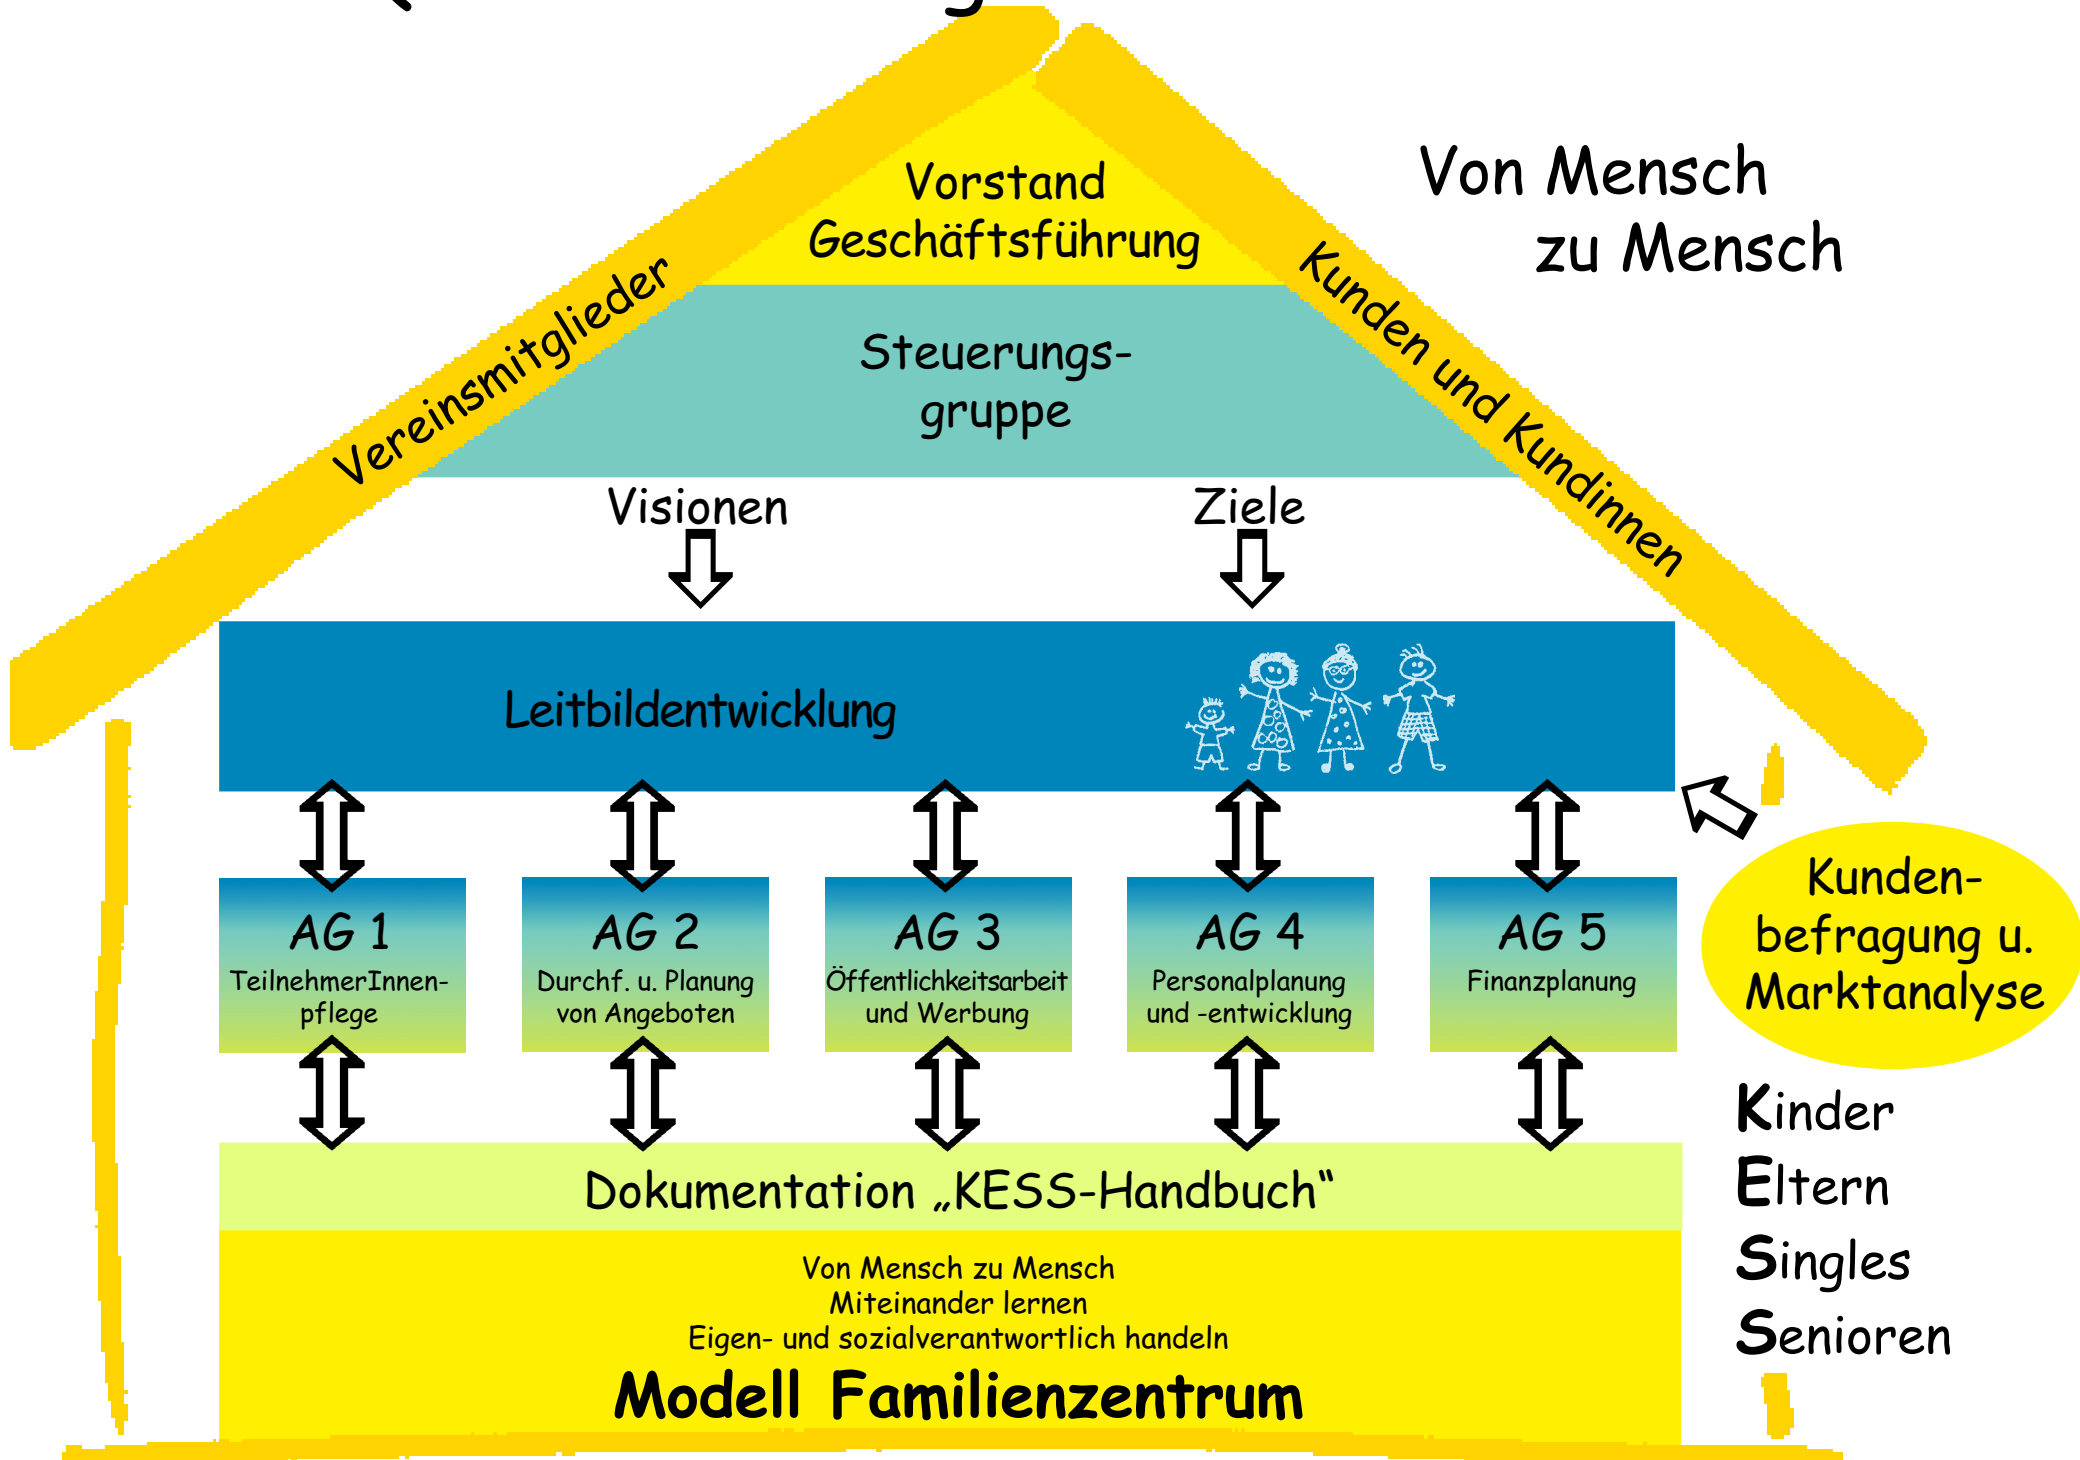 Von Mensch
zu Mensch
Vorstand
Geschäftsführung
Vereinsmitglieder
Kunden und Kundinnen
Steuerungs-
gruppe
Visionen
Ziele
Leitbildentwicklung
AG 1
TeilnehmerInnen-
pflege
AG 2
Durchf. u. Planung
von Angeboten
AG 3
Öffentlichkeitsarbeit
und Werbung
AG 4
Personalplanung
und -entwicklung
AG 5
Finanzplanung
Kunden-
befragung u.
Marktanalyse
Kinder
Eltern
Singles
Senioren
Dokumentation „KESS-Handbuch“
Von Mensch zu Mensch
Miteinander lernen
Eigen- und sozialverantwortlich handeln
Modell Familienzentrum